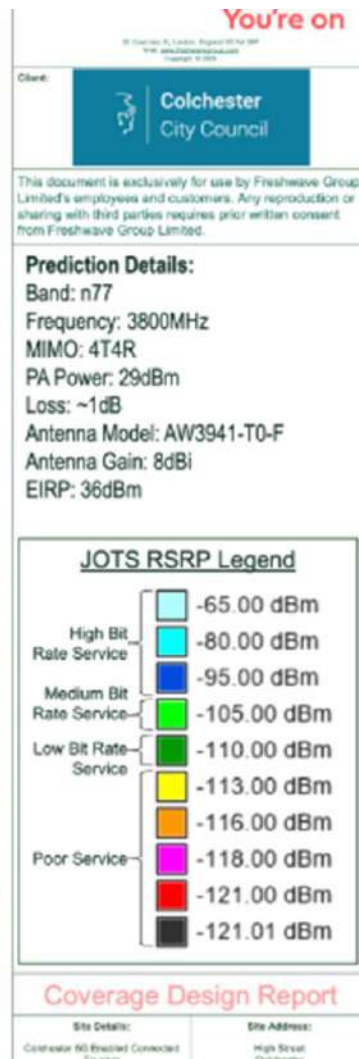 You're on
Client:
Colchester
City Council
This document is exclusively for use by Freshwave Group
Limited's employees and customers. Any reproduction or
sharing with third parties requires prior written consent
from Freshwave Group Limited.
Prediction Details:
Band: n77
Frequency: 3800MHz
MIMO: 4T4R
PA Power: 29dBm
Loss: ~1dB
Antenna Model: AW3941-T0-F
Antenna Gain: 8dBi
EIRP: 36dBm
JOTS RSRP Legend
-65.00 dBm
High Bit
Rate Service
-80.00 dBm
-95.00 dBm
Medium Bit
Rate Service
-105.00 dBm
Low Bit Rate
Service
-110.00 dBm
-113.00 dBm
-116.00 dBm
Poor Service
-118.00 dBm
-121.00 dBm
-121.01 dBm
Coverage Design Report
Site Details:
Site Address:
Colchester 5G Enabled Connected
High Street